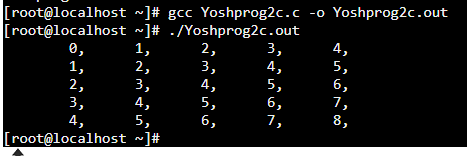 [root@localhost ~]# gcc Yoshprog2c.c -o Yoshprog2c.out
[root@localhost ~]# ./Yoshprog2c.out
0, 1, 2, 3, 4,
1, 2, 3, 4, 5,
2, 3, 4, 5, 6,
3, 4, 5, 6, 7,
4, 5, 6, 7, 8,
[root@localhost ~]#